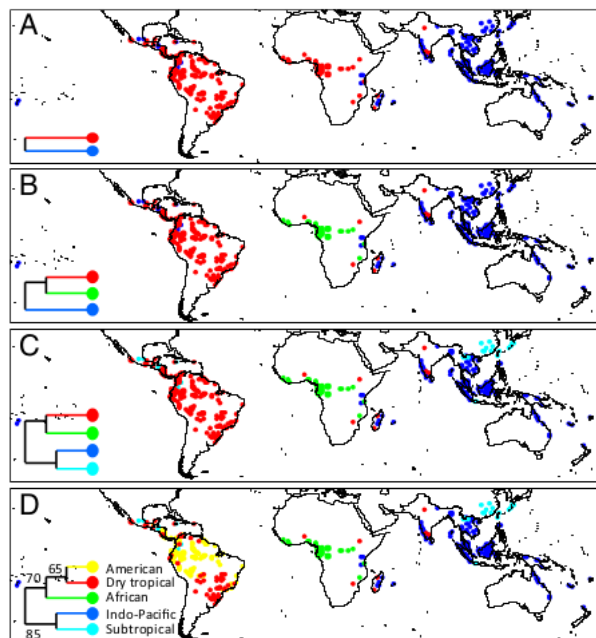 A
B
C
D
65
American
70
Dry tropical
African
Indo-Pacific
85
Subtropical